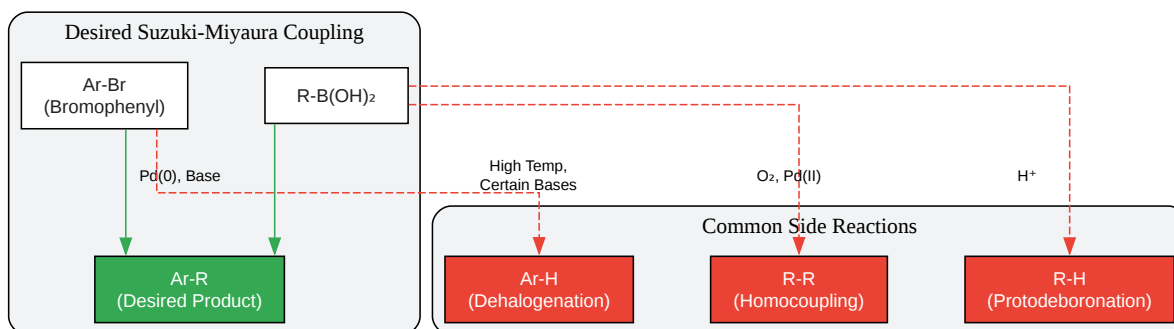 Desired Suzuki-Miyaura Coupling
Ar-Br
(Bromophenyl)
R-B(OH)₂
Pd(0), Base
High Temp,
Certain Bases
O₂, Pd(II)
H⁺
Common Side Reactions
Ar-R
(Desired Product)
Ar-H
(Dehalogenation)
R-R
(Homocoupling)
R-H
(Protodeboronation)